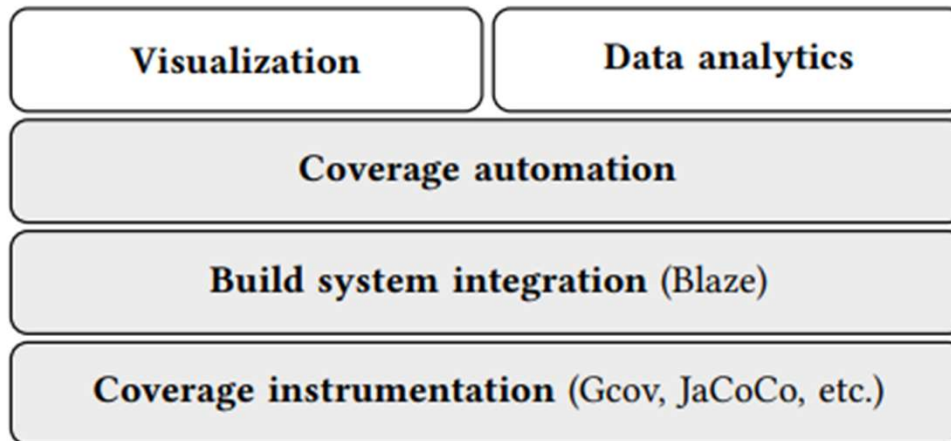 Visualization
Data analytics
Coverage automation
Build system integration (Blaze)
Coverage instrumentation (Gcov, JaCoCo, etc.)